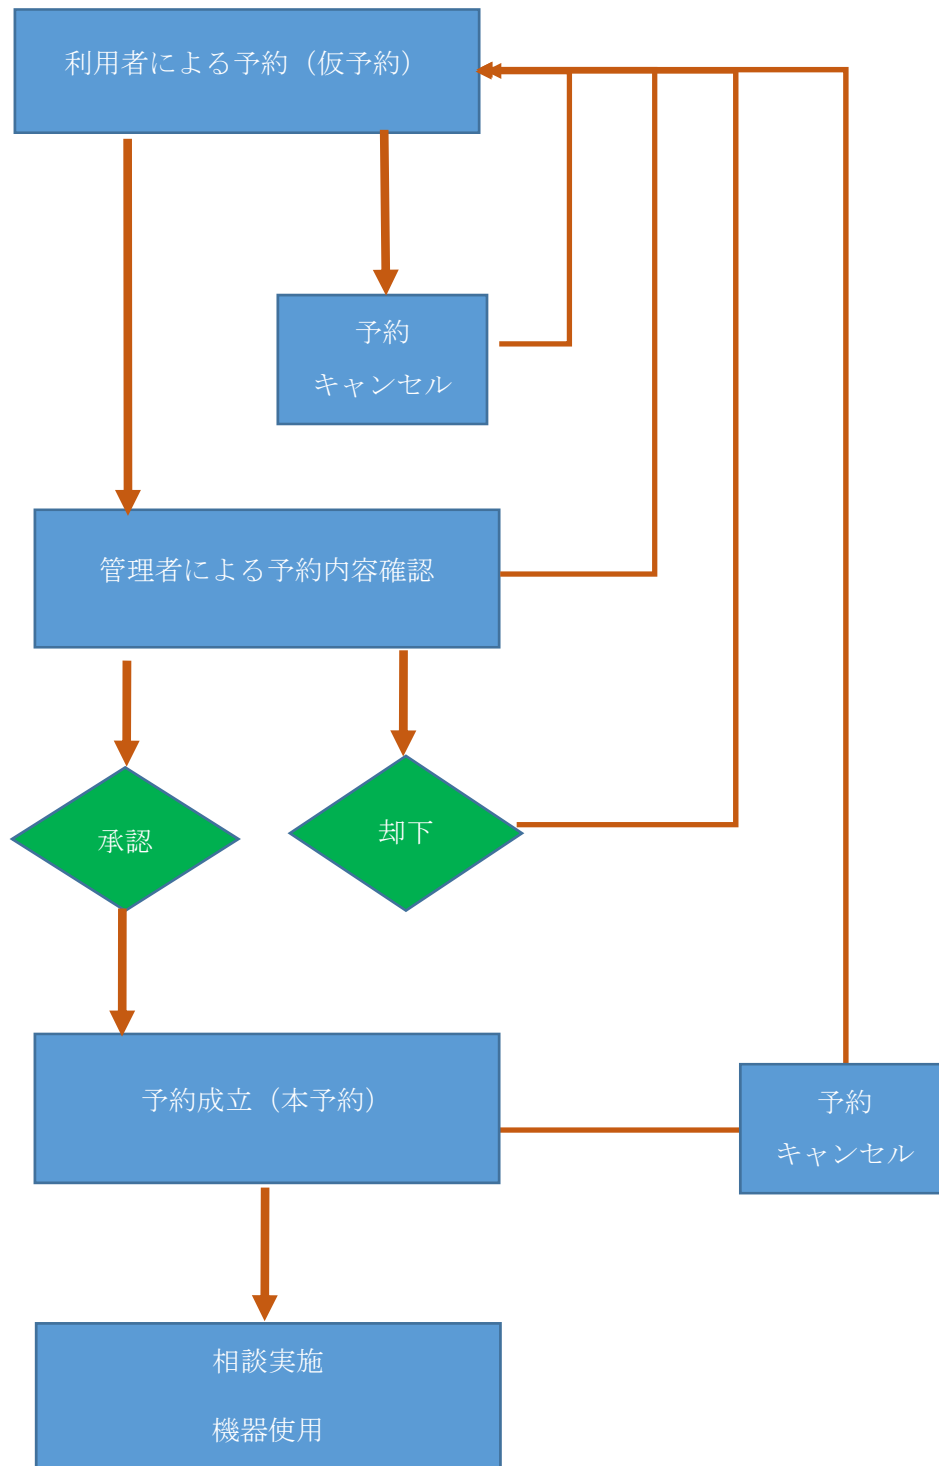 利用者による予約（仮予約）
予約
キャンセル
管理者による予約内容確認
承認
却下
予約成立（本予約）
予約
キャンセル
相談実施
機器使用